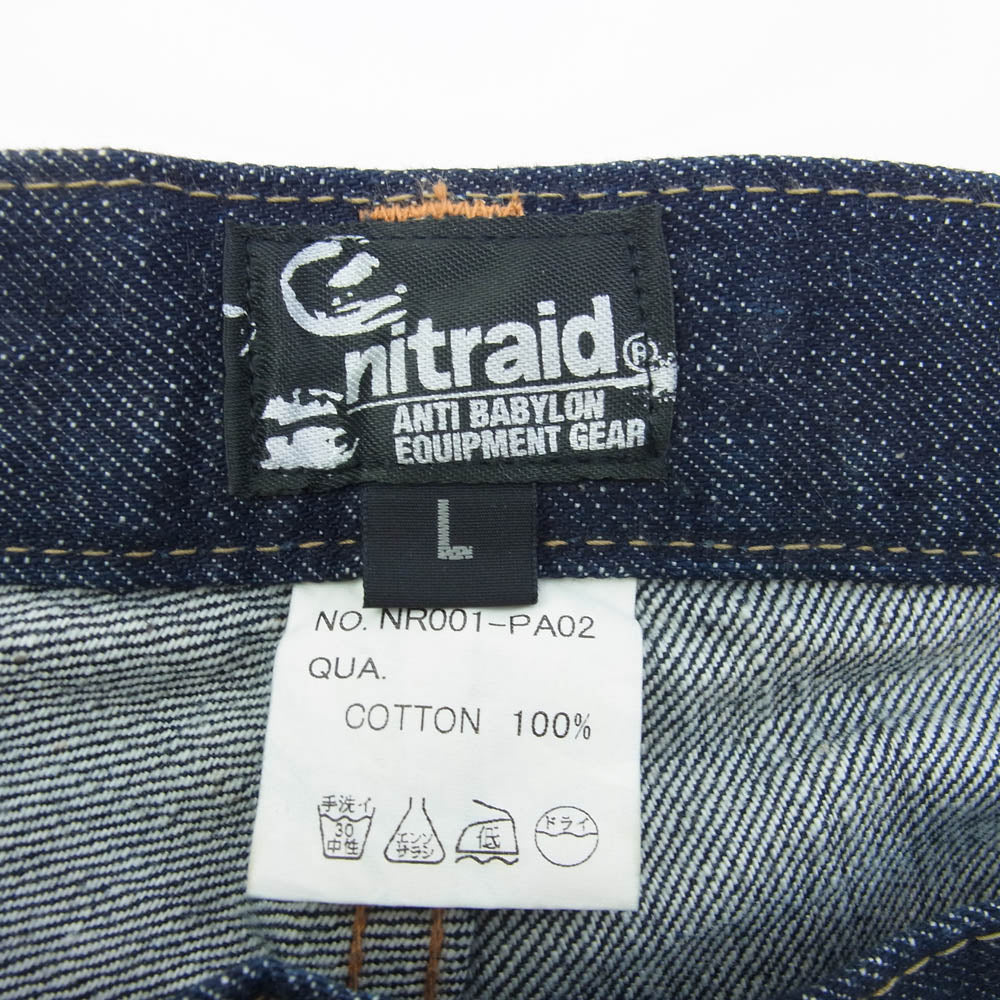 nitraid®
ANTI BABYLON
EQUIPMENT GEAR
L
NO. NR001-PA02
QUA.
COTTON 100%
手洗イ
30
中性
エンソ
サラシ
低
ドライ